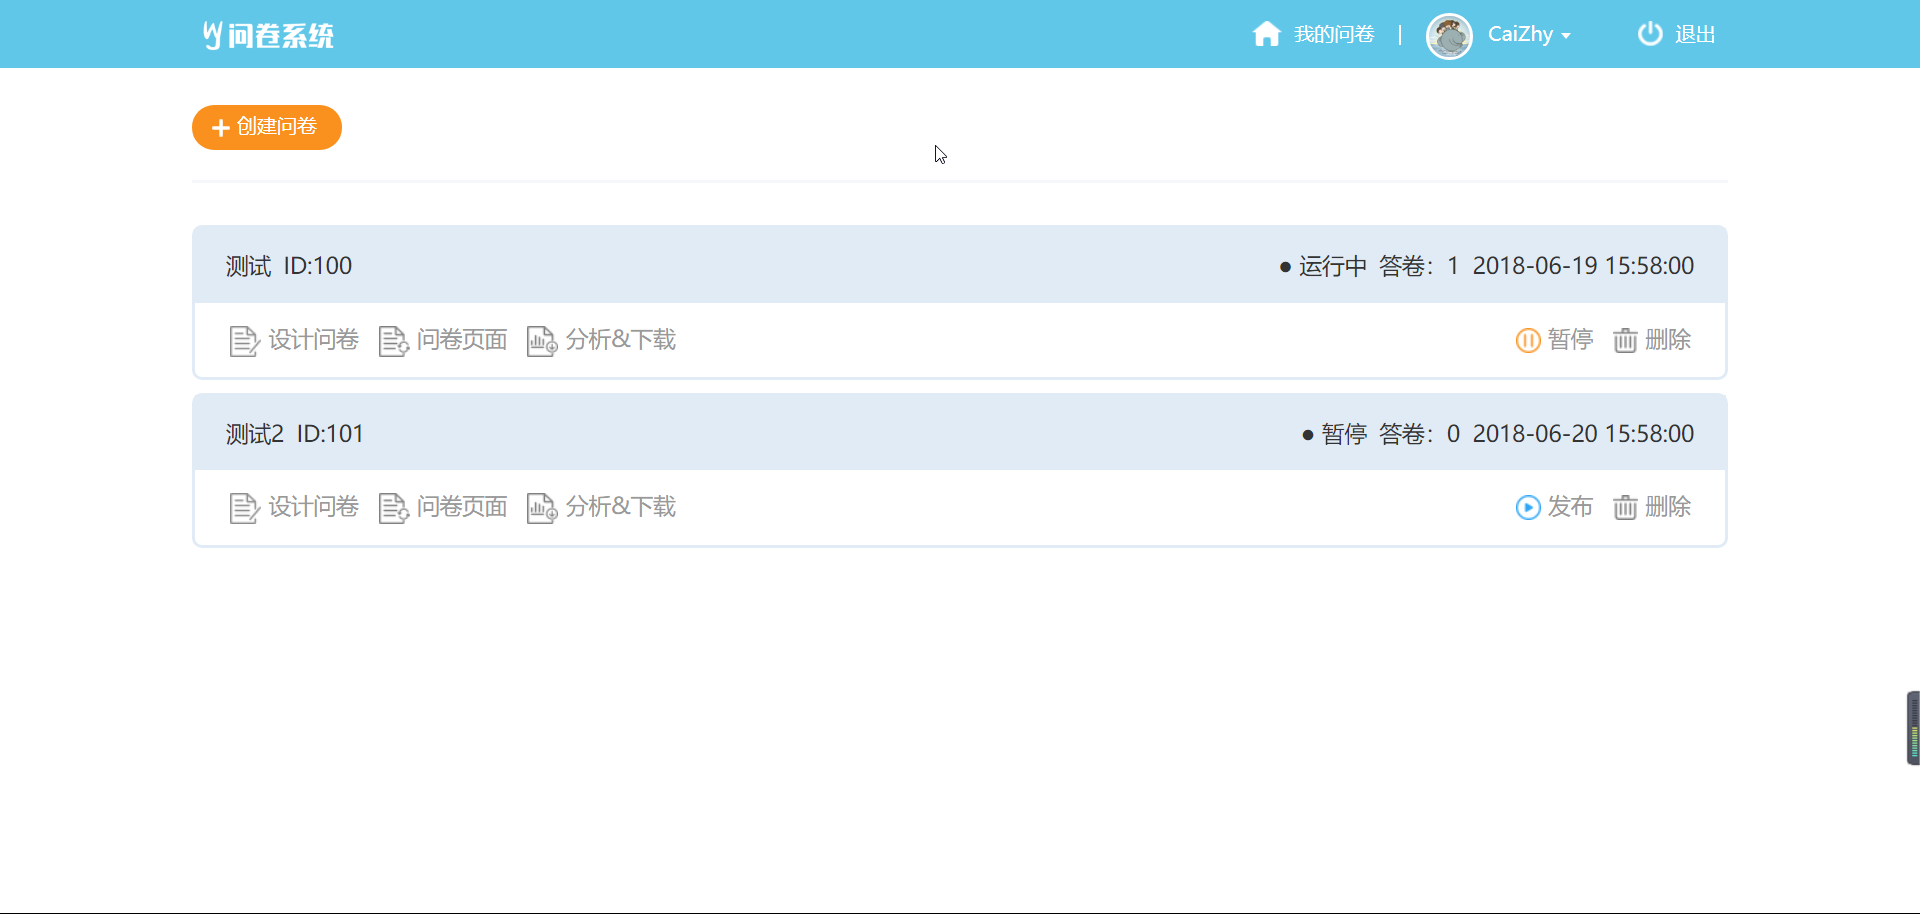 问卷系统
我的问卷 | CaiZhy 退出
创建问卷
测试 ID:100
● 运行中 答卷：1 2018-06-19 15:58:00
设计问卷 问卷页面 分析&下载
暂停 删除
测试2 ID:101
● 暂停 答卷：0 2018-06-20 15:58:00
设计问卷 问卷页面 分析&下载
发布 删除